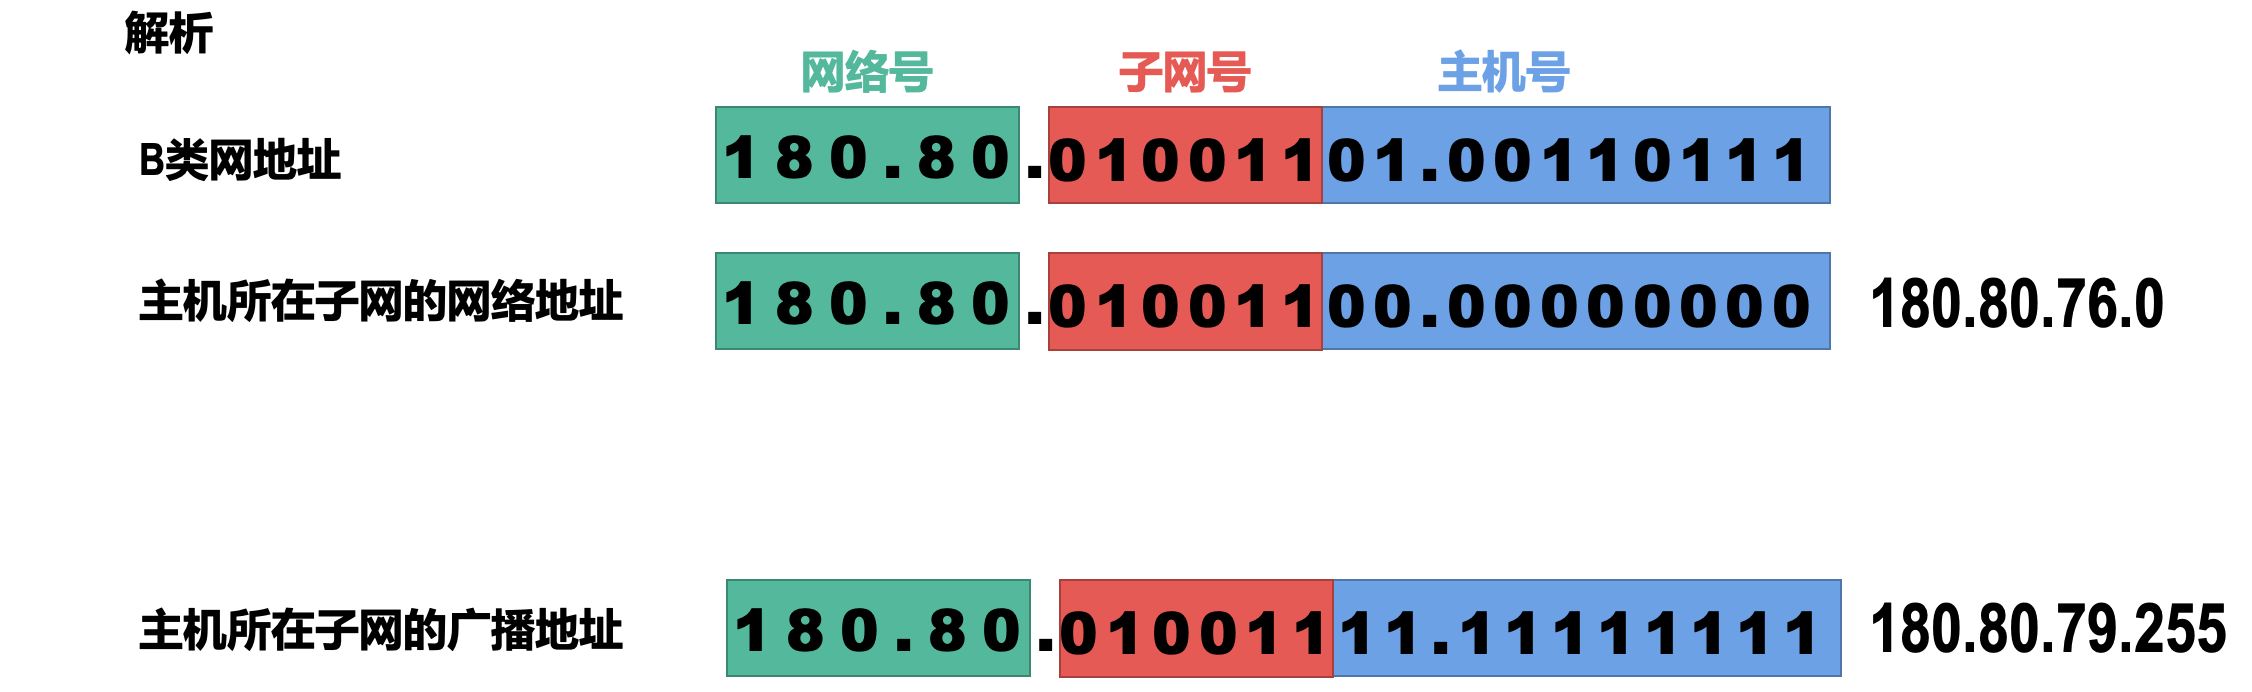 解析
网络号 子网号 主机号
B类网地址 180.80.01001101.00110111
主机所在子网的网络地址 180.80.01001100.00000000 180.80.76.0
主机所在子网的广播地址 180.80.01001111.11111111 180.80.79.255